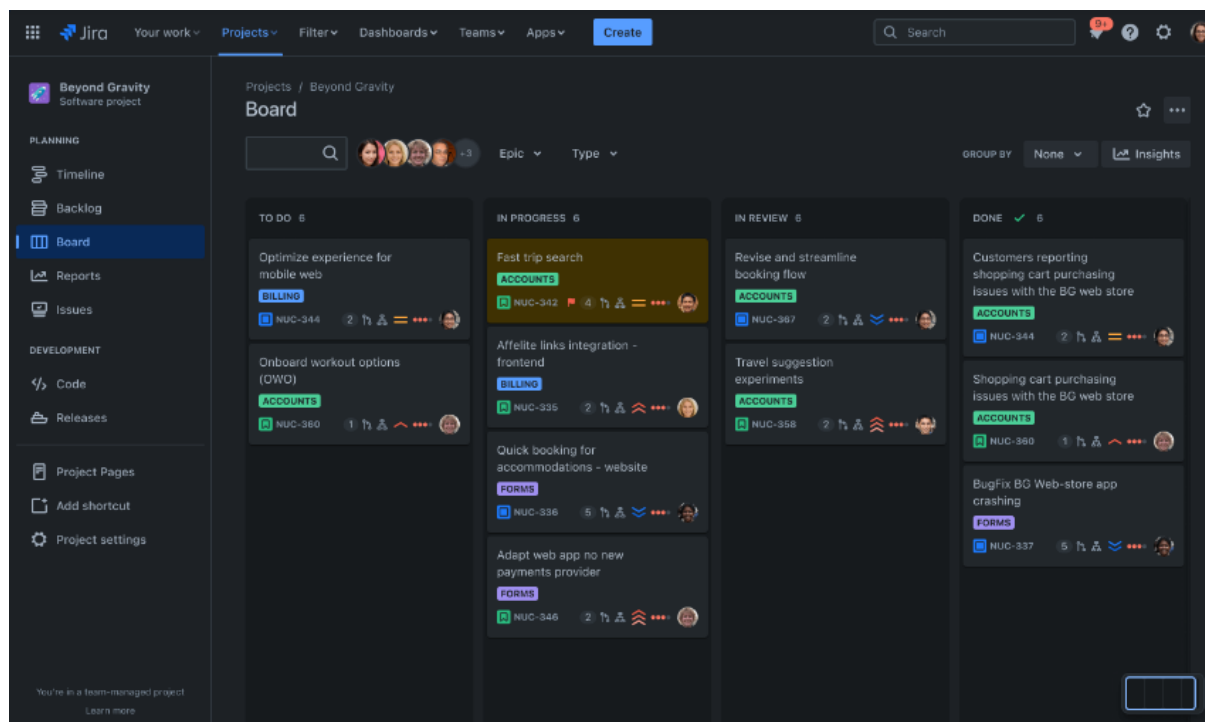 Jira Your work Projects Filter Dashboards Teams Apps Create Search 9+
Beyond Gravity
Software project
PLANNING
Timeline
Backlog
Board
Reports
Issues
DEVELOPMENT
Code
Releases
Project Pages
Add shortcut
Project settings
You're in a team-managed project
Learn more
Projects / Beyond Gravity
Board
+3 Epic Type GROUP BY None Insights
TO DO 6
Optimize experience for
mobile web
BILLING
NUC-344 2
Onboard workout options
(OWO)
ACCOUNTS
NUC-360 1
IN PROGRESS 6
Fast trip search
ACCOUNTS
NUC-342 4
Affelite links integration -
frontend
BILLING
NUC-335 2
Quick booking for
accommodations - website
FORMS
NUC-336 5
Adapt web app no new
payments provider
FORMS
NUC-346 2
IN REVIEW 6
Revise and streamline
booking flow
ACCOUNTS
NUC-367 2
Travel suggestion
experiments
ACCOUNTS
NUC-358 2
DONE 6
Customers reporting
shopping cart purchasing
issues with the BG web store
ACCOUNTS
NUC-344 2
Shopping cart purchasing
issues with the BG web store
ACCOUNTS
NUC-360 1
BugFix BG Web-store app
crashing
FORMS
NUC-337 5